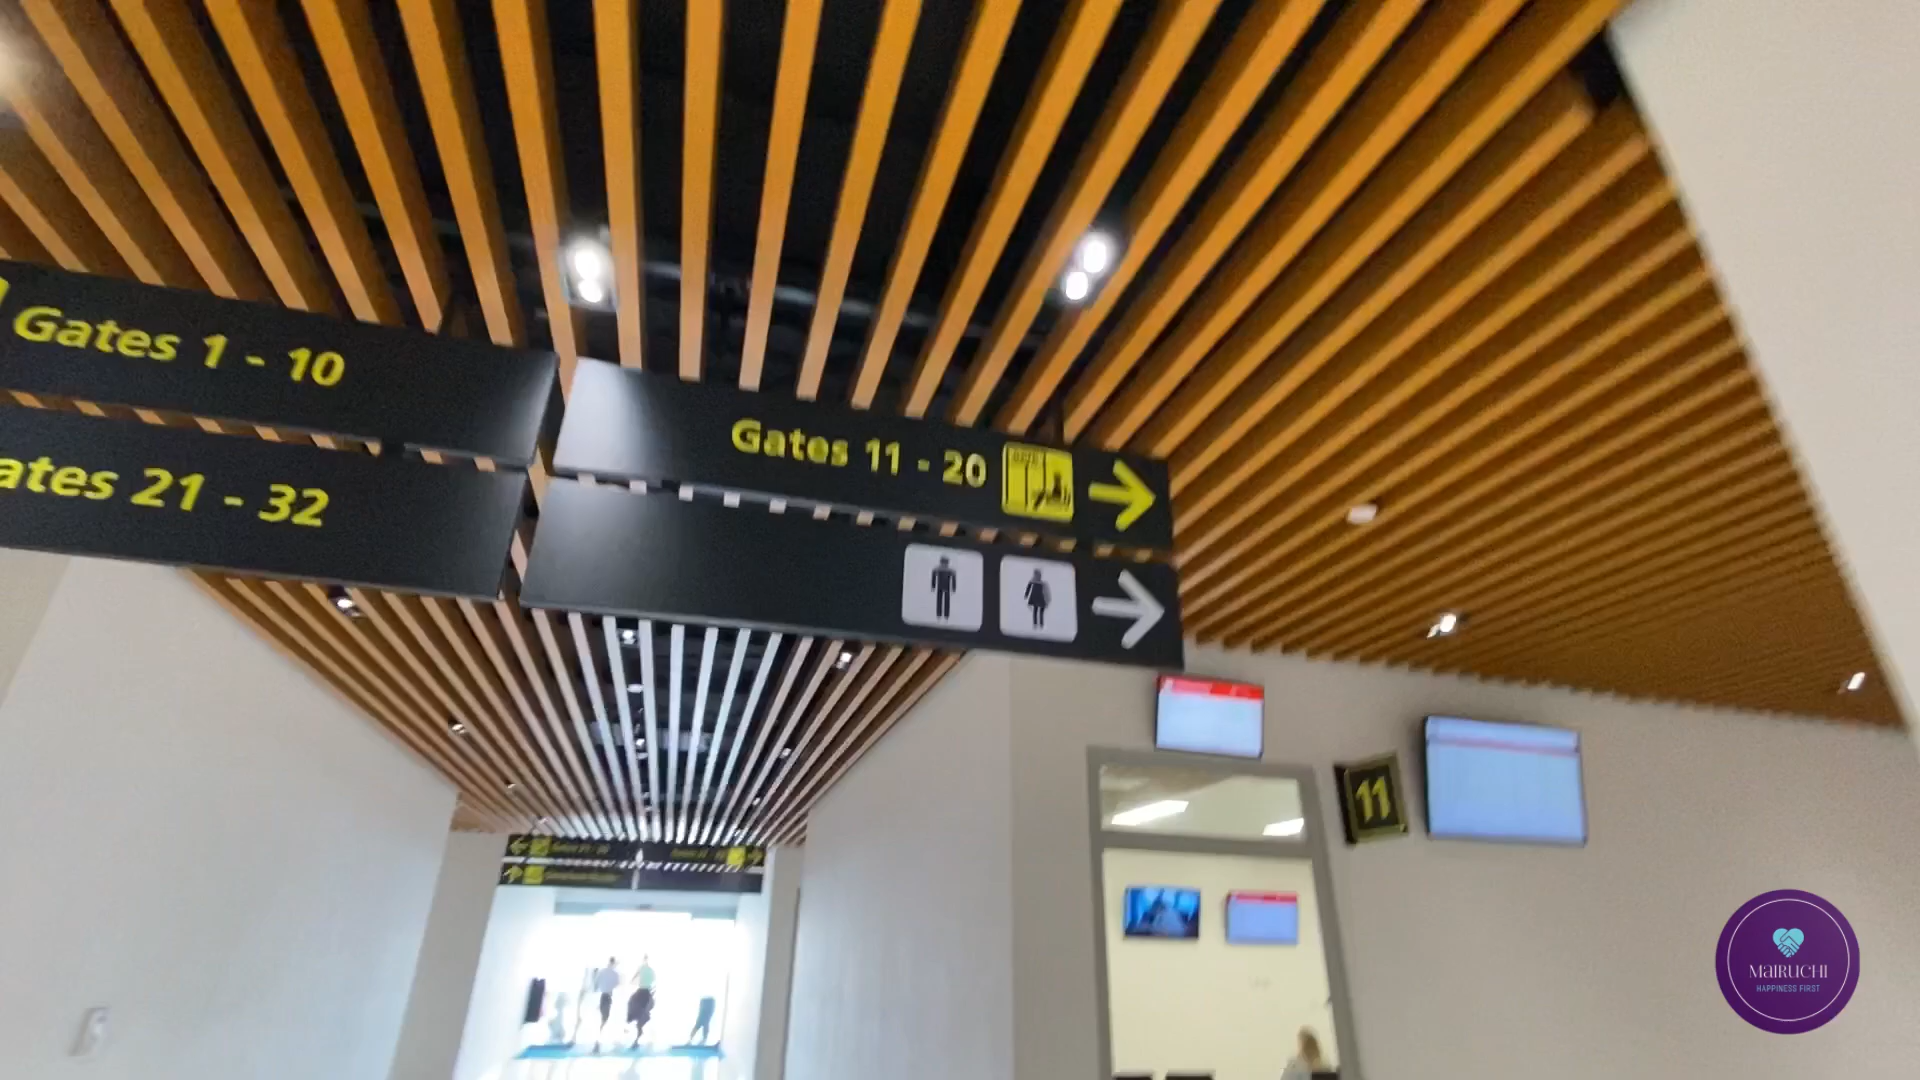 Gates 1 - 10
ates 21 - 32
Gates 11 - 20
11
MAIRUCHI
HAPPINESS FIRST